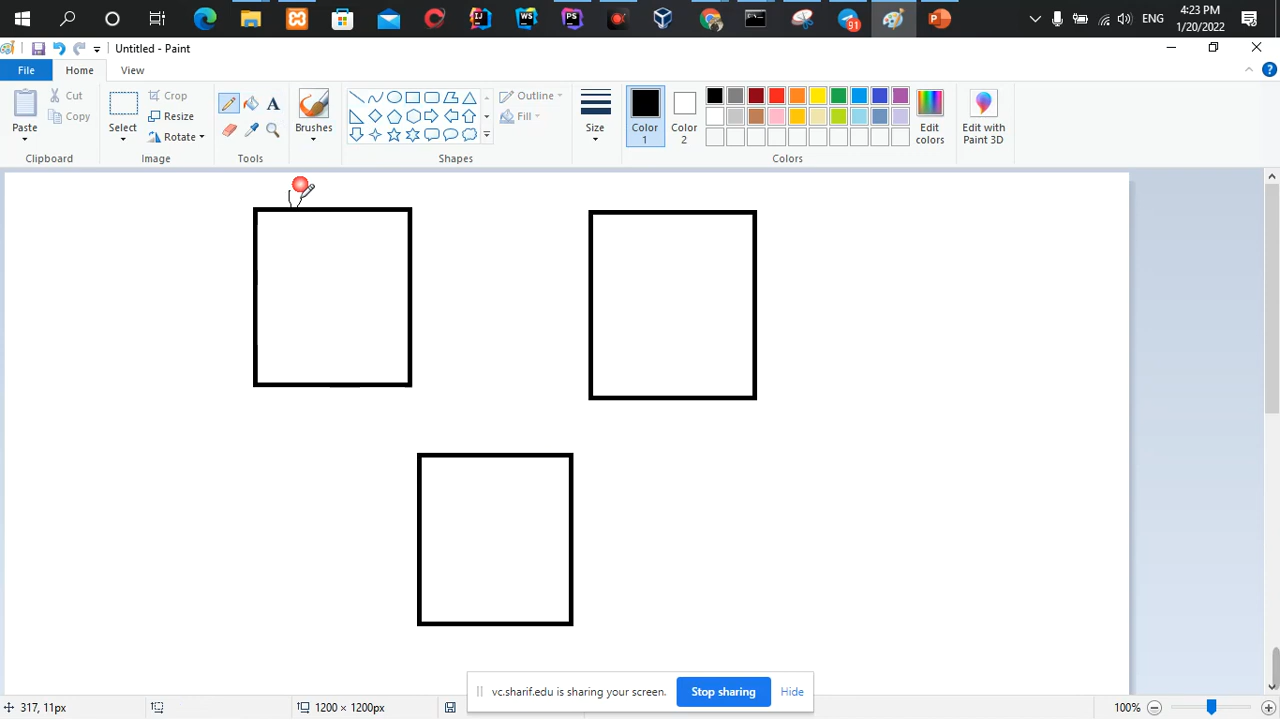 91
4:23 PM
ENG
1/20/2022
Untitled - Paint
File
Home
View
Paste
Cut
Copy
Clipboard
Select
Crop
Resize
Rotate
Image
A
Tools
Brushes
Outline
Fill
Shapes
Size
Color
1
Color
2
Edit
colors
Edit with
Paint 3D
Colors
vc.sharif.edu is sharing your screen.
Stop sharing
Hide
317, 11px
1200 × 1200px
100%